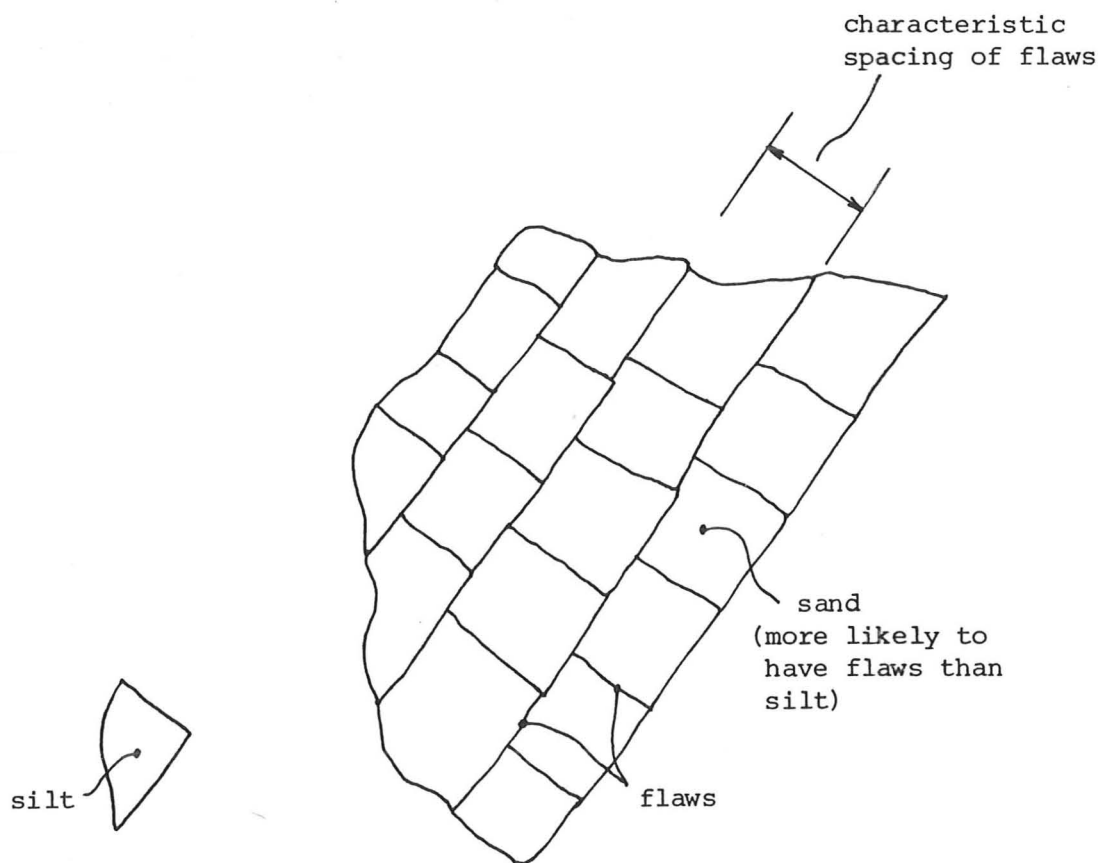 characteristic
spacing of flaws
sand
(more likely to
have flaws than
silt)
silt
flaws